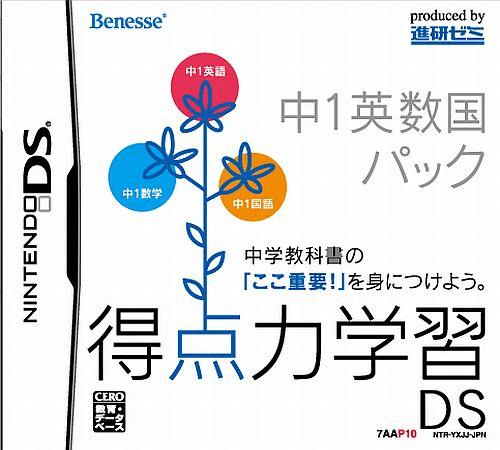 Benesse®
produced by
進研ゼミ
中1英語
中1英数国
パック
中1数学
中1国語
中学教科書の
「ここ重要!」を身につけよう。
得点力学習
DS
NINTENDO DS™
CERO
教育・
データ
ベース
7AAP10
NTR-YXJJ-JPN